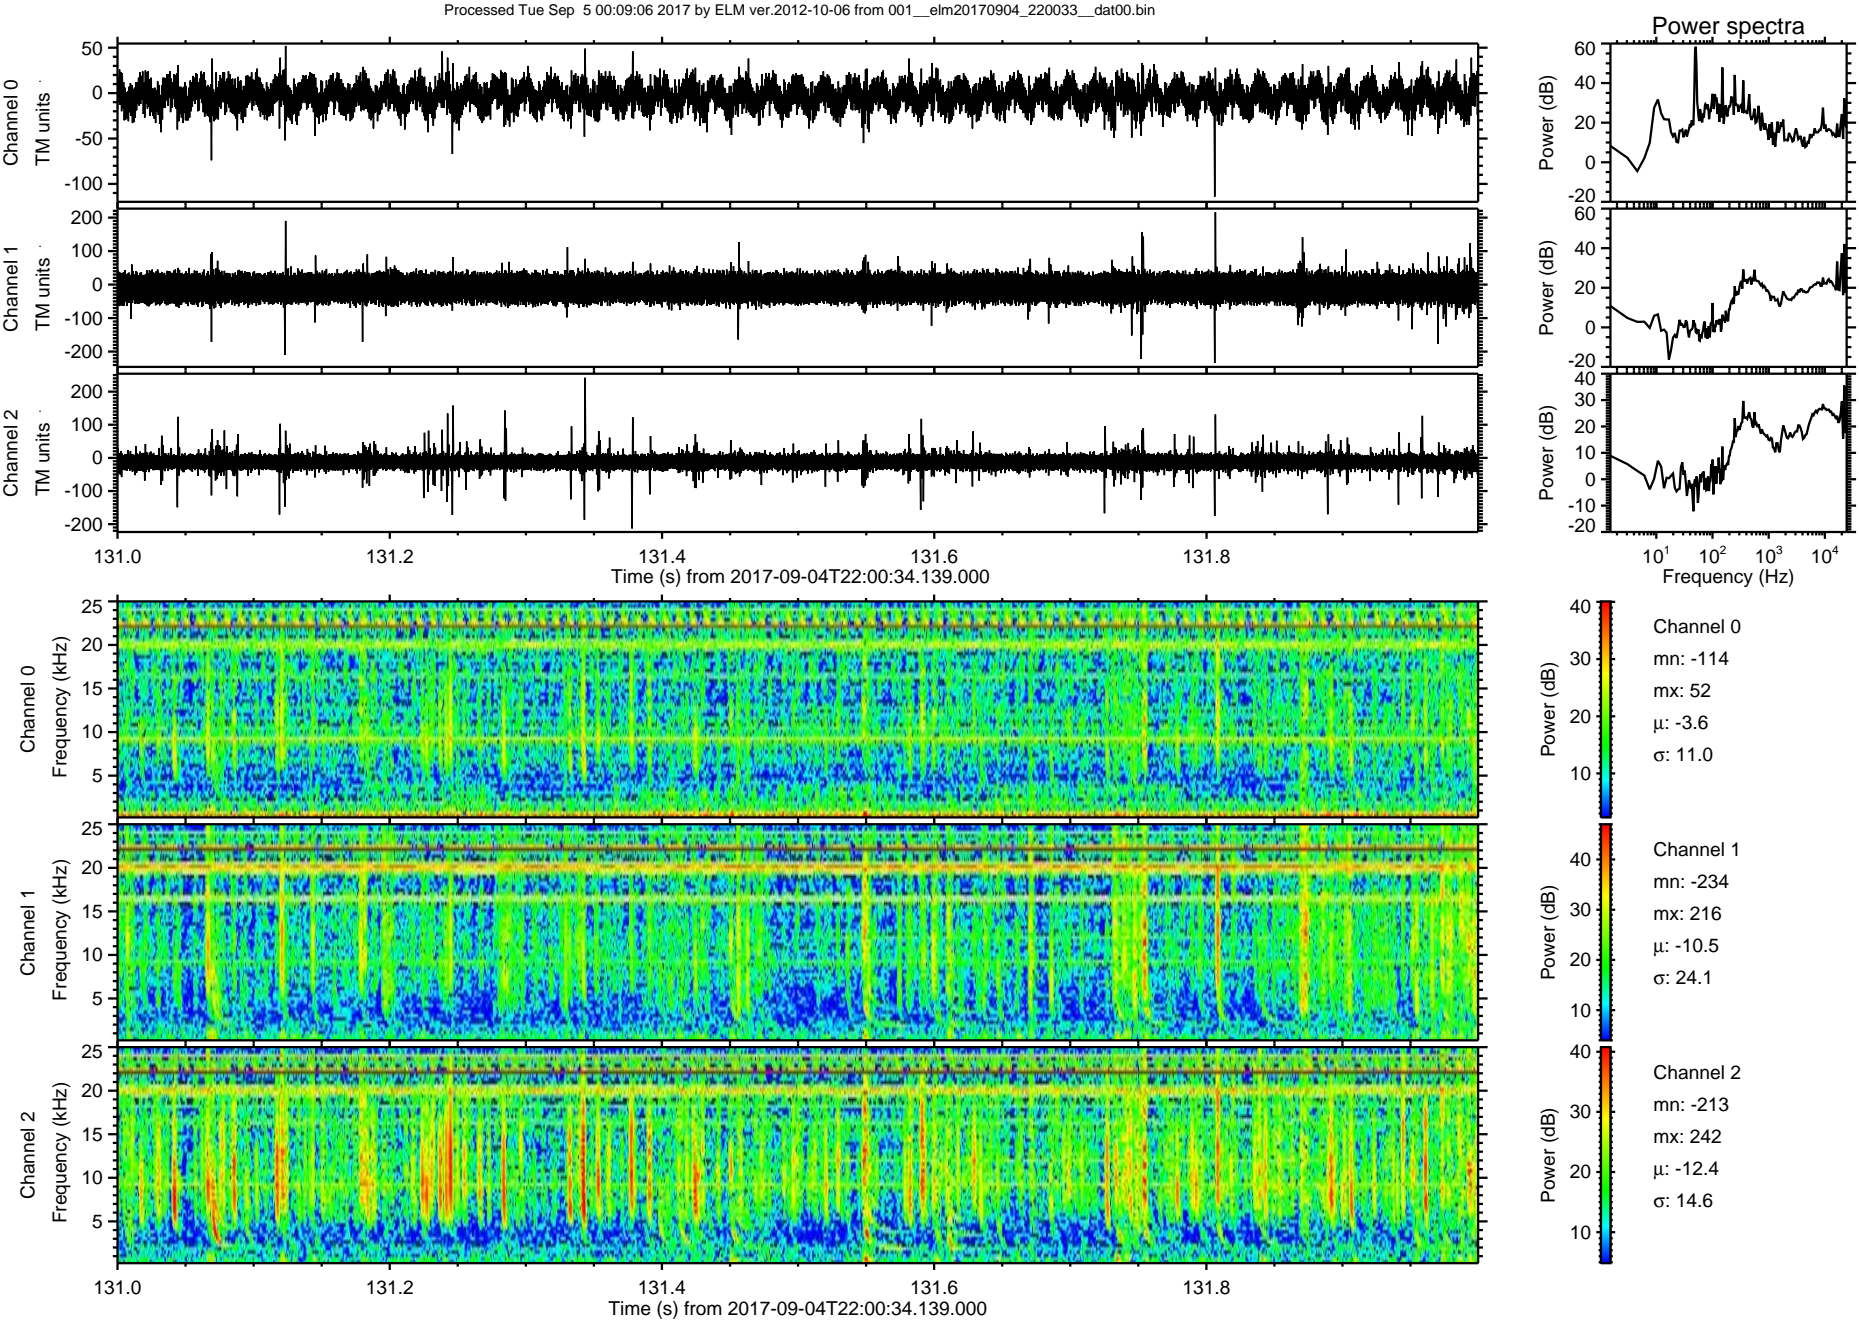 Processed Tue Sep  5 00:09:06 2017 by ELM ver.2012-10-06 from 001__elm20170904_220033__dat00.bin
Power spectra
Channel 0
TM units
50
0
-50
-100
Power (dB)
60
40
20
0
-20
Channel 1
TM units
200
100
0
-100
-200
Power (dB)
60
40
20
0
-20
Channel 2
TM units
200
100
0
-100
-200
Power (dB)
40
30
20
10
0
-10
-20
131.0 131.2 131.4 131.6 131.8
Time (s) from 2017-09-04T22:00:34.139.000
10¹ 10² 10³ 10⁴
Frequency (Hz)
Channel 0
Frequency (kHz)
25
20
15
10
5
Power (dB)
40
30
20
10
Channel 0
mn: -114
mx: 52
μ: -3.6
σ: 11.0
Channel 1
Frequency (kHz)
25
20
15
10
5
Power (dB)
40
30
20
10
Channel 1
mn: -234
mx: 216
μ: -10.5
σ: 24.1
Channel 2
Frequency (kHz)
25
20
15
10
5
Power (dB)
40
30
20
10
Channel 2
mn: -213
mx: 242
μ: -12.4
σ: 14.6
131.0 131.2 131.4 131.6 131.8
Time (s) from 2017-09-04T22:00:34.139.000